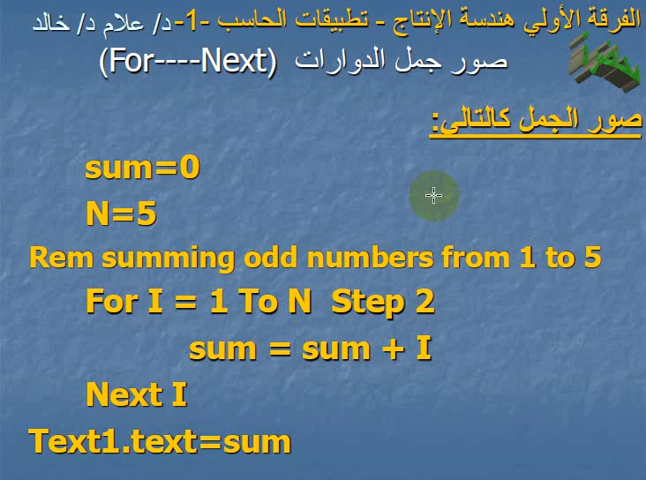 الفرقة الأولي هندسة الإنتاج - تطبيقات الحاسب -1- د/ علام د/ خالد
صور جمل الدوارات (For----Next)
صور الجمل كالتالي:
sum=0
N=5
Rem summing odd numbers from 1 to 5
For I = 1 To N Step 2
sum = sum + I
Next I
Text1.text=sum